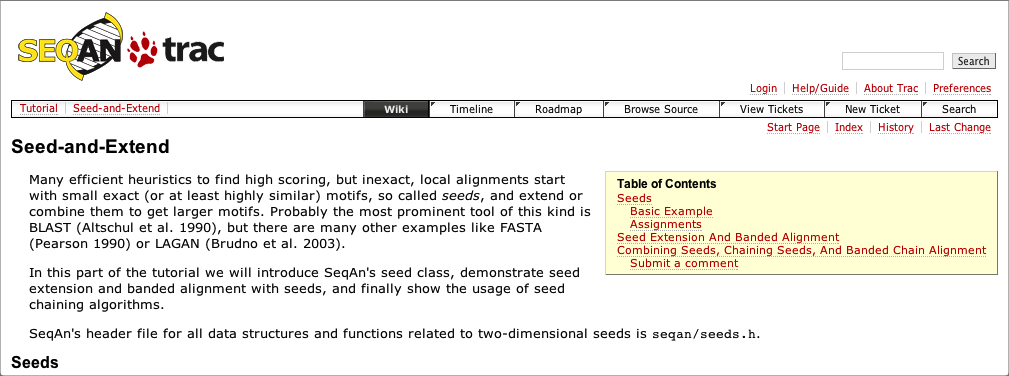 SEQAN trac
Search
Login Help/Guide About Trac Preferences
Tutorial Seed-and-Extend Wiki Timeline Roadmap Browse Source View Tickets New Ticket Search
Start Page Index History Last Change
Seed-and-Extend
Many efficient heuristics to find high scoring, but inexact, local alignments start
with small exact (or at least highly similar) motifs, so called seeds, and extend or
combine them to get larger motifs. Probably the most prominent tool of this kind is
BLAST (Altschul et al. 1990), but there are many other examples like FASTA
(Pearson 1990) or LAGAN (Brudno et al. 2003).
In this part of the tutorial we will introduce SeqAn's seed class, demonstrate seed
extension and banded alignment with seeds, and finally show the usage of seed
chaining algorithms.
Table of Contents
Seeds
Basic Example
Assignments
Seed Extension And Banded Alignment
Combining Seeds, Chaining Seeds, And Banded Chain Alignment
Submit a comment
SeqAn's header file for all data structures and functions related to two-dimensional seeds is seqan/seeds.h.
Seeds